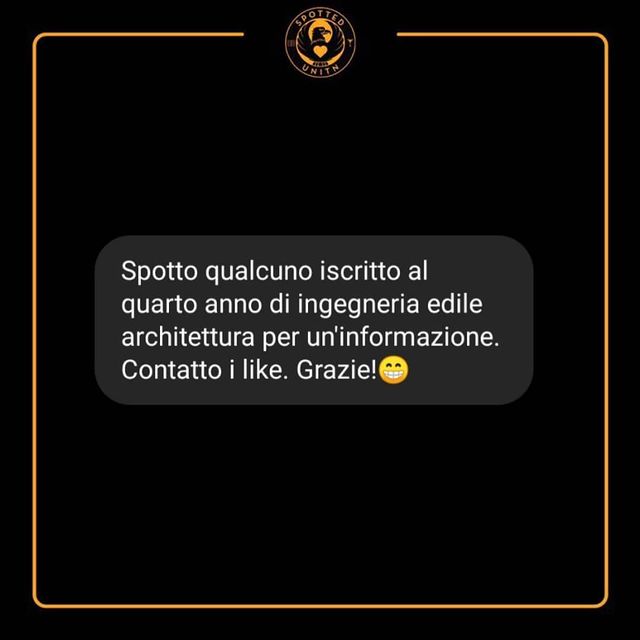 SPOTTED
UNITN
Spotto qualcuno iscritto al
quarto anno di ingegneria edile
architettura per un'informazione.
Contatto i like. Grazie!😁